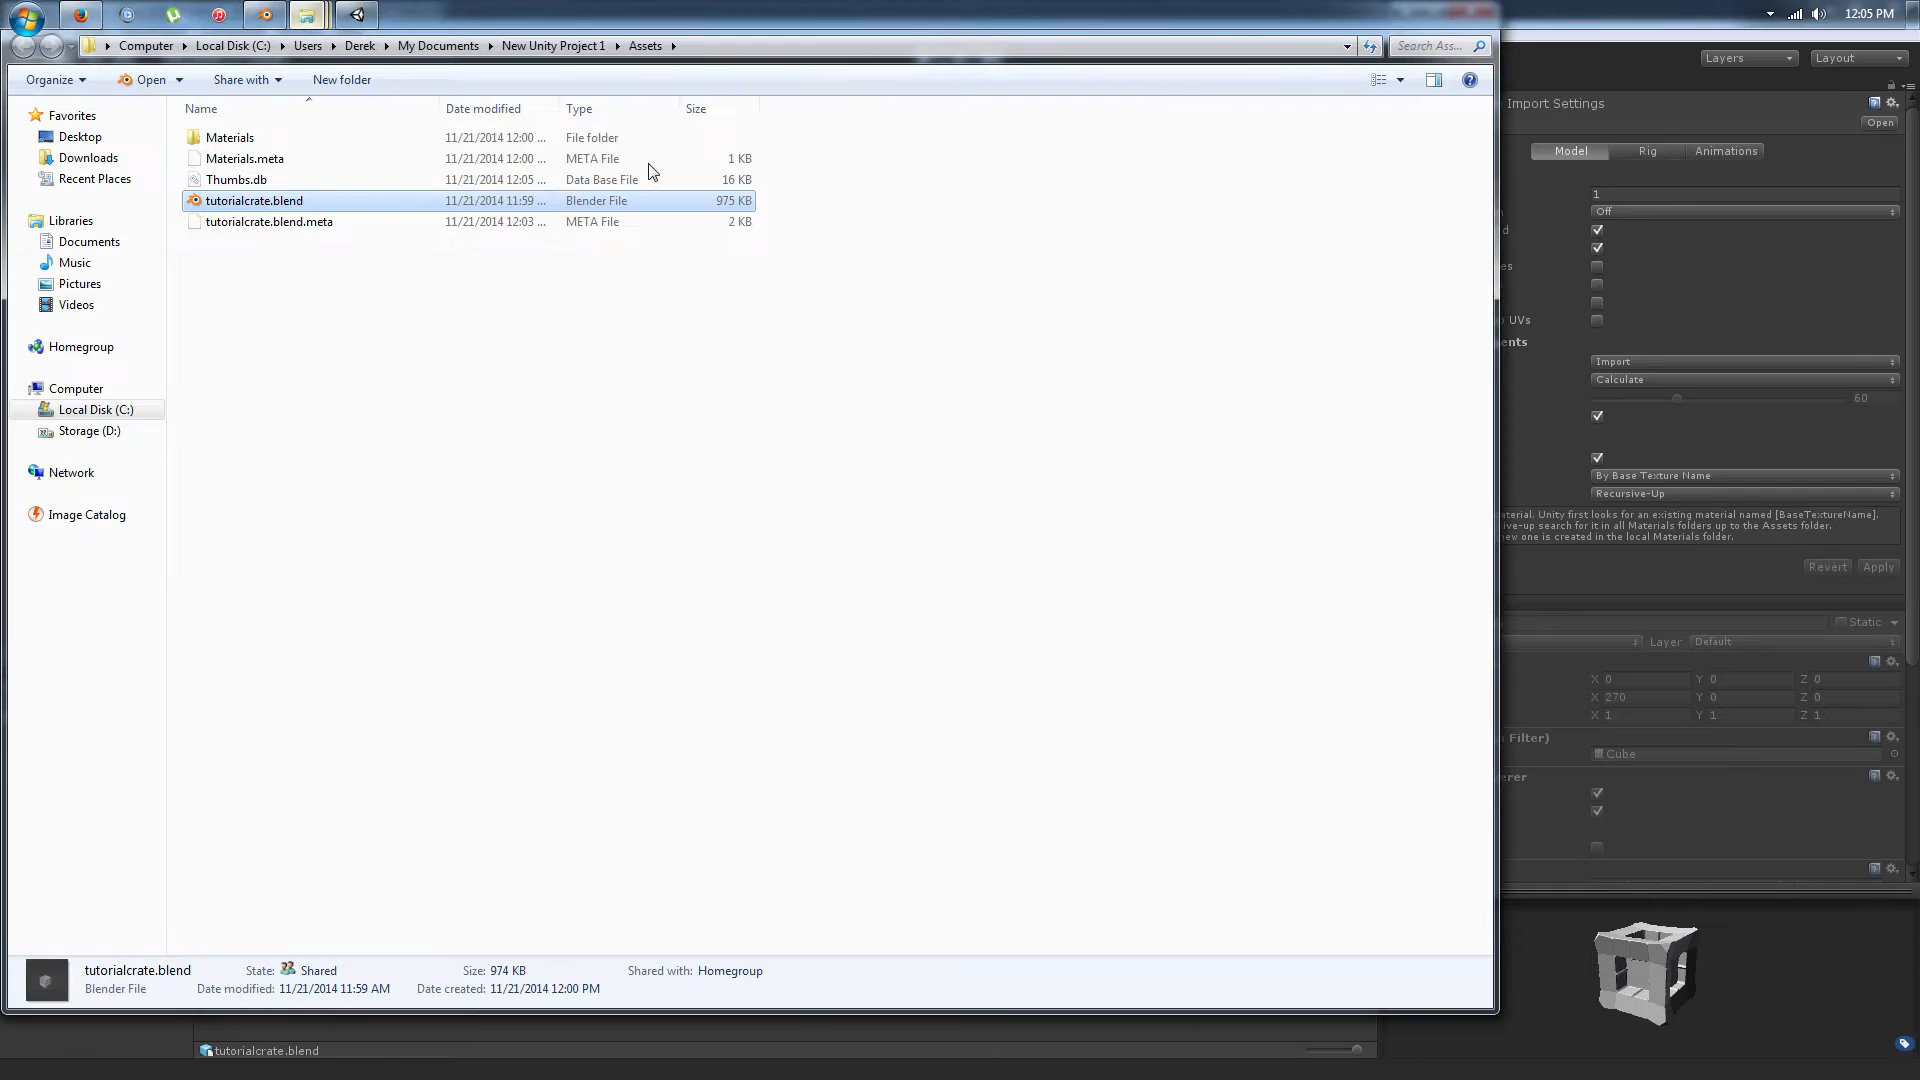 12:05 PM
Computer Local Disk (C:) Users Derek My Documents New Unity Project 1 Assets
Search Ass...
Layers Layout
Organize Open Share with New folder
Import Settings
Open
Name Date modified Type Size
Favorites
Desktop
Downloads
Recent Places
Libraries
Documents
Music
Pictures
Videos
Homegroup
Computer
Local Disk (C:)
Storage (D:)
Network
Image Catalog
Materials 11/21/2014 12:00 ... File folder
Materials.meta 11/21/2014 12:00 ... META File 1 KB
Thumbs.db 11/21/2014 12:05 ... Data Base File 16 KB
tutorialcrate.blend 11/21/2014 11:59 ... Blender File 975 KB
tutorialcrate.blend.meta 11/21/2014 12:03 ... META File 2 KB
Model Rig Animations
1
Off
d
es
UVs
ents
Import
Calculate
60
By Base Texture Name
Recursive-Up
aterial, Unity first looks for an existing material named [BaseTextureName].
ive-up search for it in all Materials folders up to the Assets folder.
new one is created in the local Materials folder.
Revert Apply
Static
Layer Default
X 0 Y 0 Z 0
X 270 Y 0 Z 0
X 1 Y 1 Z 1
Filter)
Cube
erer
tutorialcrate.blend State: Shared Size: 974 KB Shared with: Homegroup
Blender File Date modified: 11/21/2014 11:59 AM Date created: 11/21/2014 12:00 PM
tutorialcrate.blend